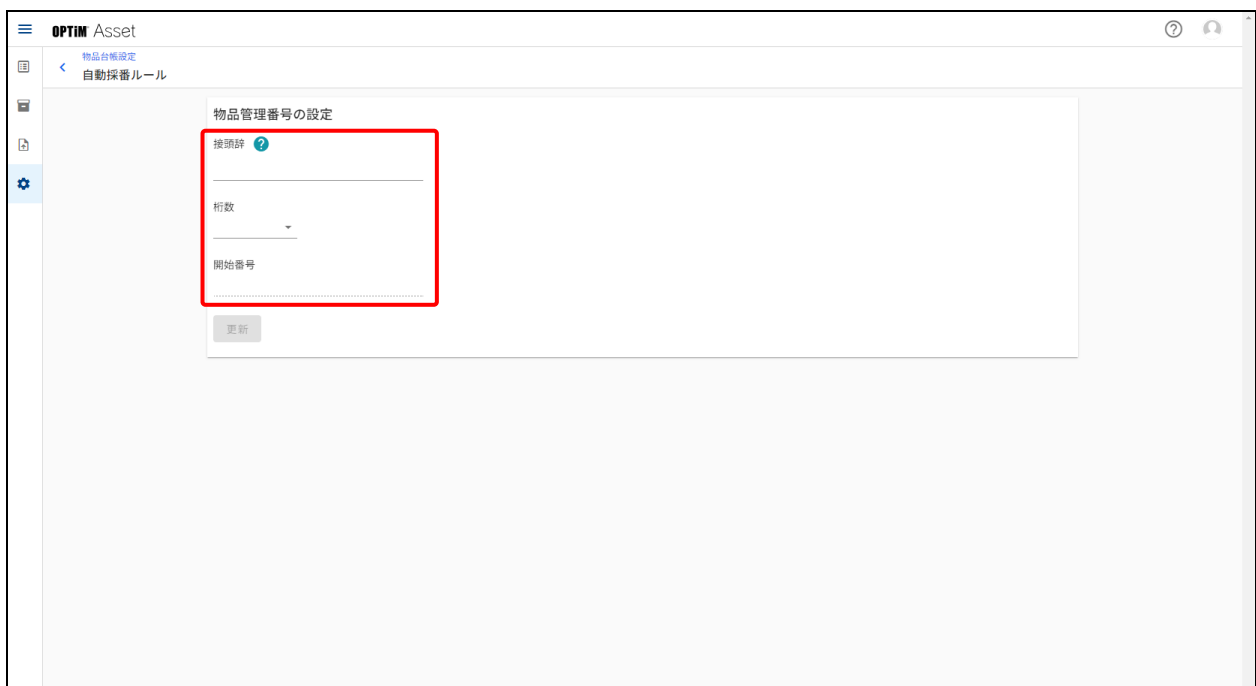 OPTiM Asset
物品台帳設定
自動採番ルール
物品管理番号の設定
接頭辞
桁数
開始番号
更新